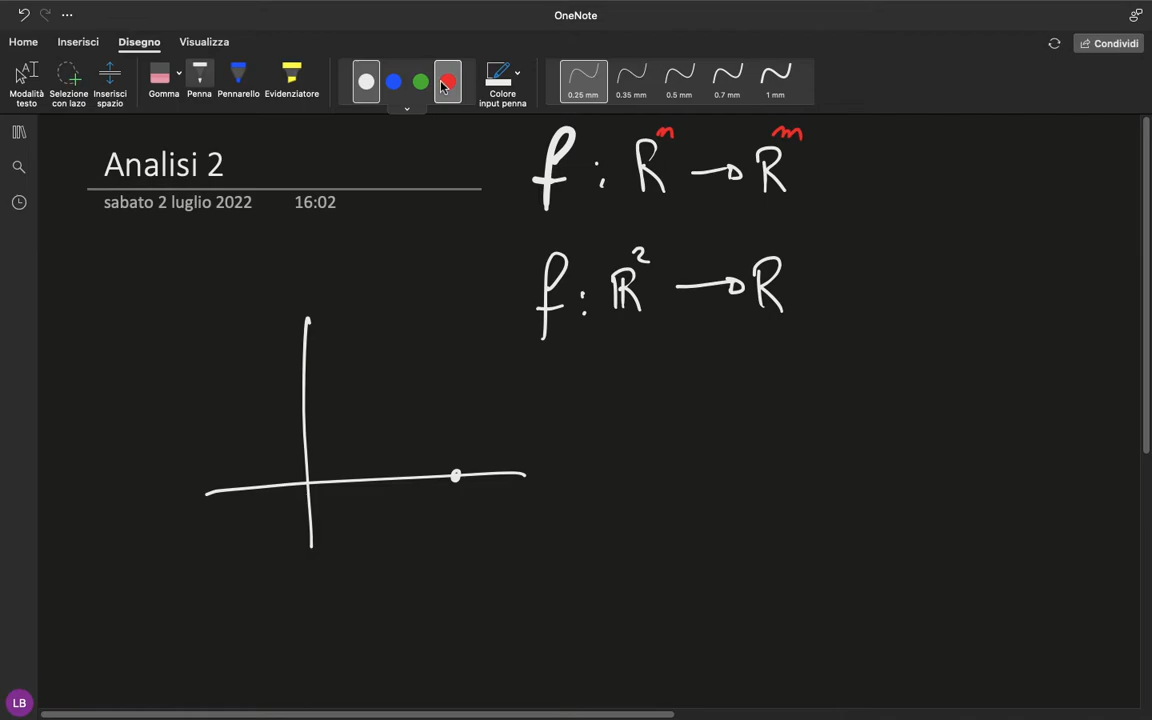 OneNote
Home Inserisci Disegno Visualizza
Condividi
Modalità testo
Selezione con lazo
Inserisci spazio
Gomma
Penna
Pennarello
Evidenziatore
Colore input penna
0.25 mm 0.35 mm 0.5 mm 0.7 mm 1 mm
Analisi 2
sabato 2 luglio 2022 16:02
f : ℝⁿ → ℝᵐ
f : ℝ² → ℝ
LB